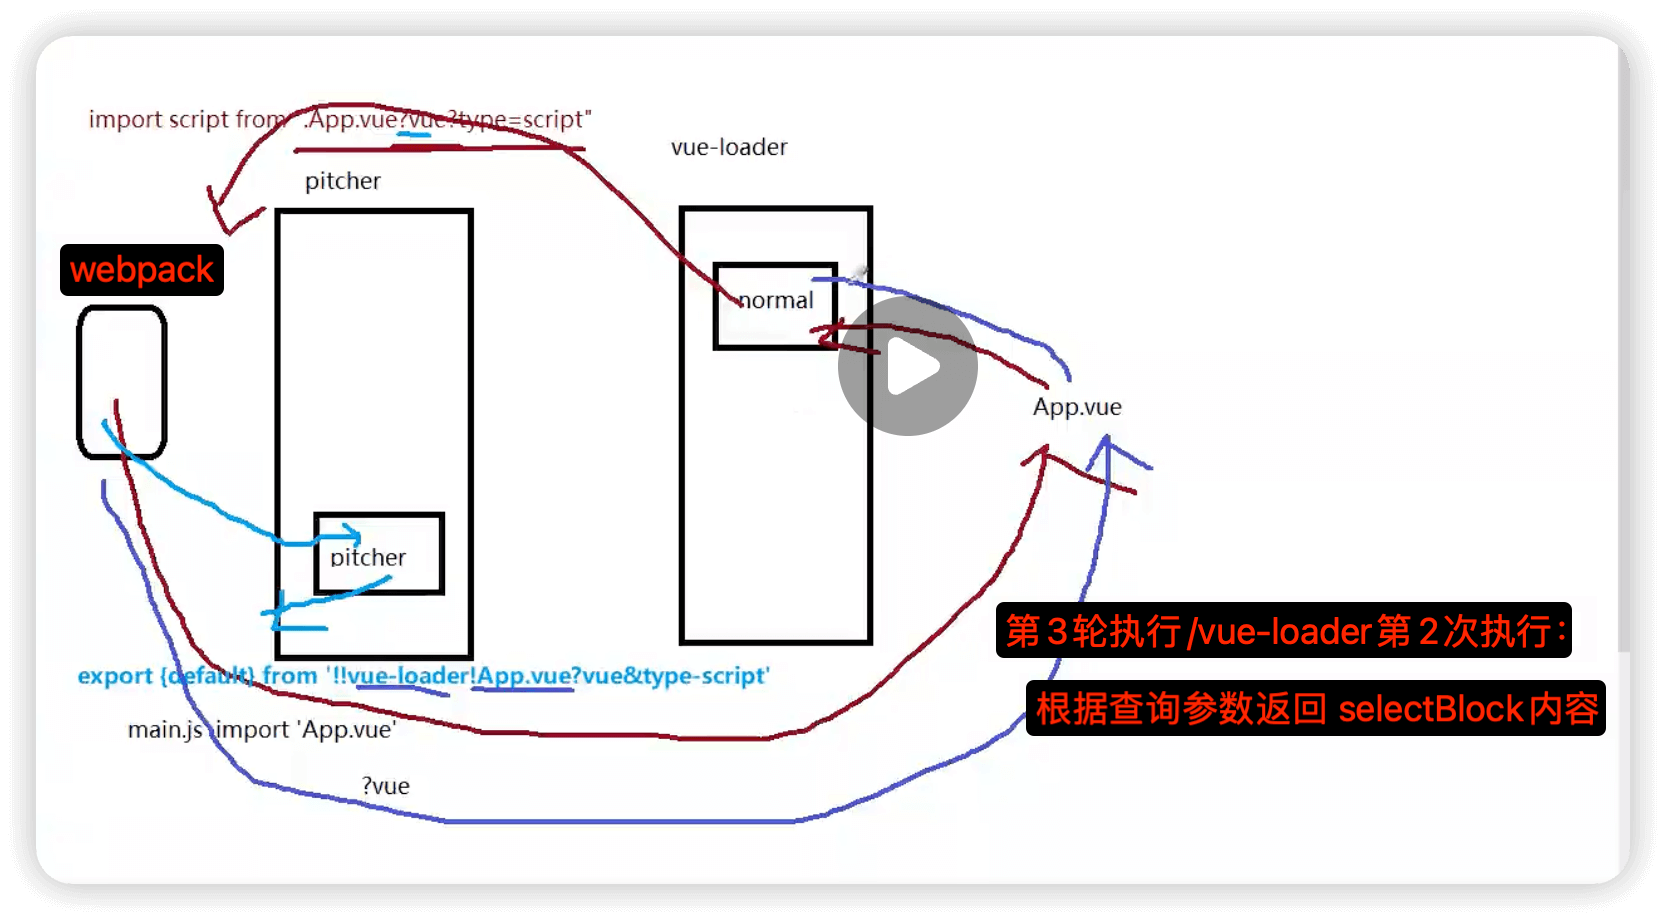 import script from ".App.vue?vue?type=script"
vue-loader
pitcher
webpack
normal
App.vue
pitcher
第3轮执行/vue-loader第2次执行：
export {default} from '!!vue-loader!App.vue?vue&type-script'
根据查询参数返回 selectBlock内容
main.js import 'App.vue'
?vue